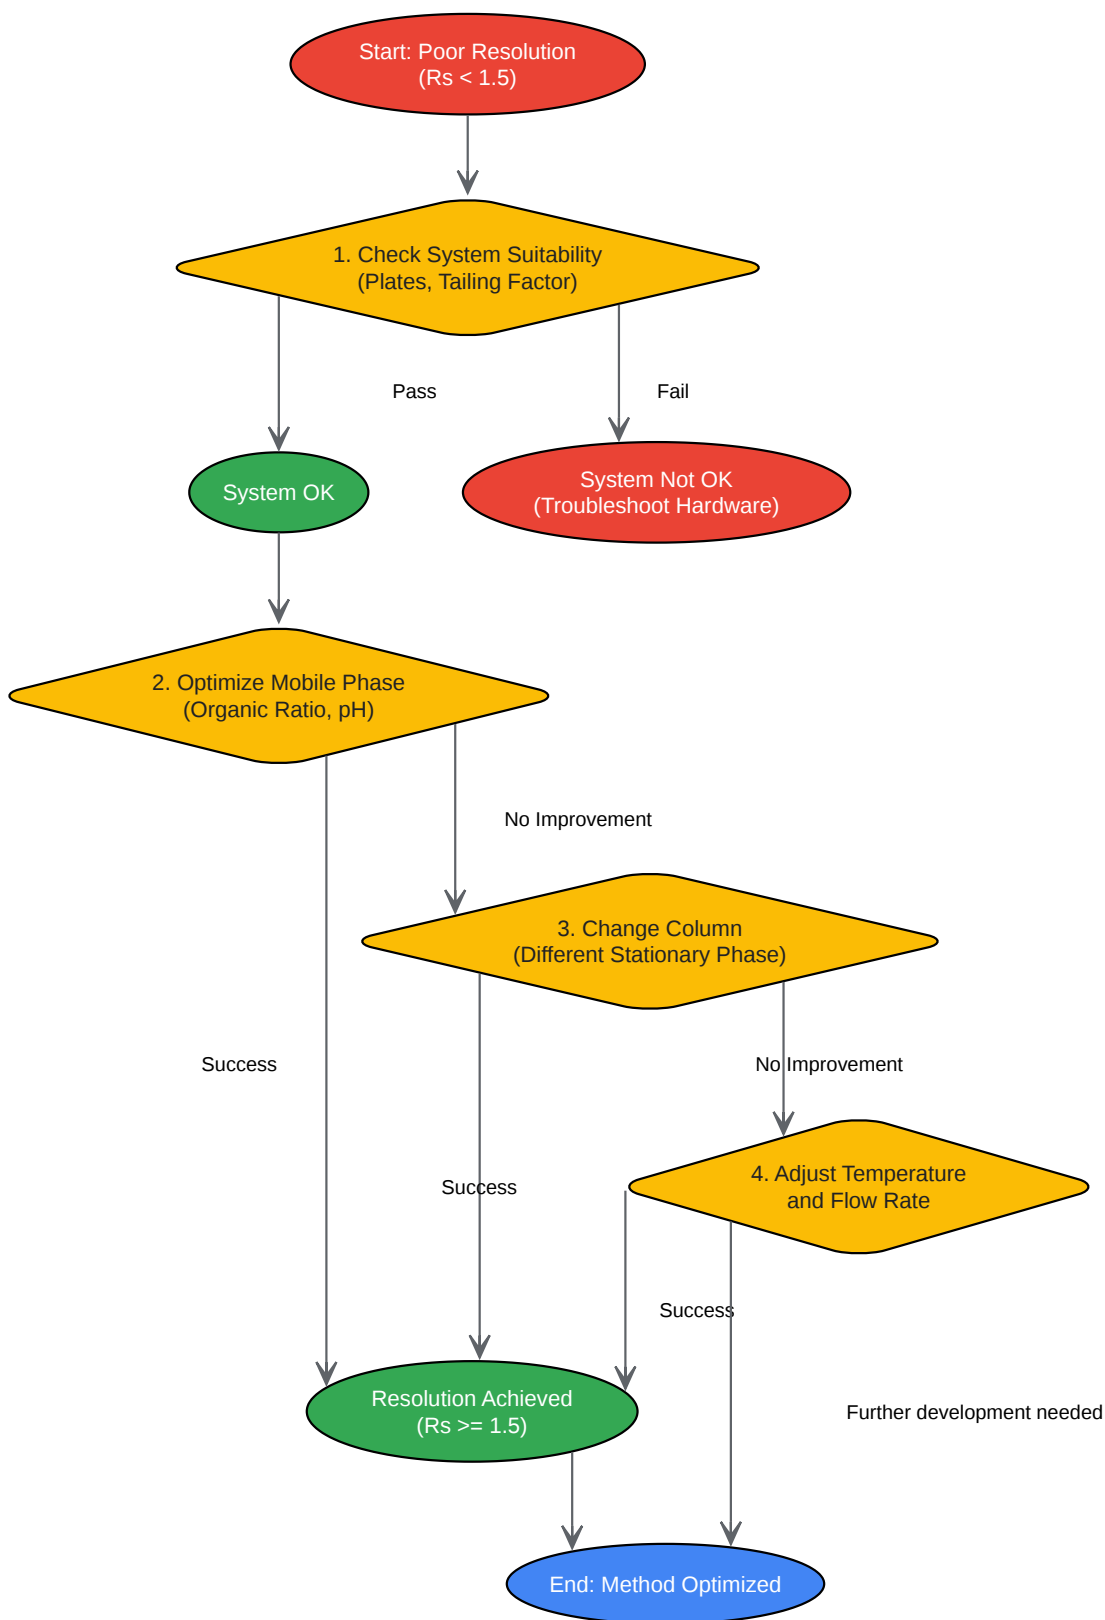 Start: Poor Resolution
(Rs < 1.5)
1. Check System Suitability
(Plates, Tailing Factor)
Pass
Fail
System OK
System Not OK
(Troubleshoot Hardware)
2. Optimize Mobile Phase
(Organic Ratio, pH)
No Improvement
3. Change Column
(Different Stationary Phase)
Success
No Improvement
Success
4. Adjust Temperature
and Flow Rate
Success
Resolution Achieved
(Rs >= 1.5)
Further development needed
End: Method Optimized